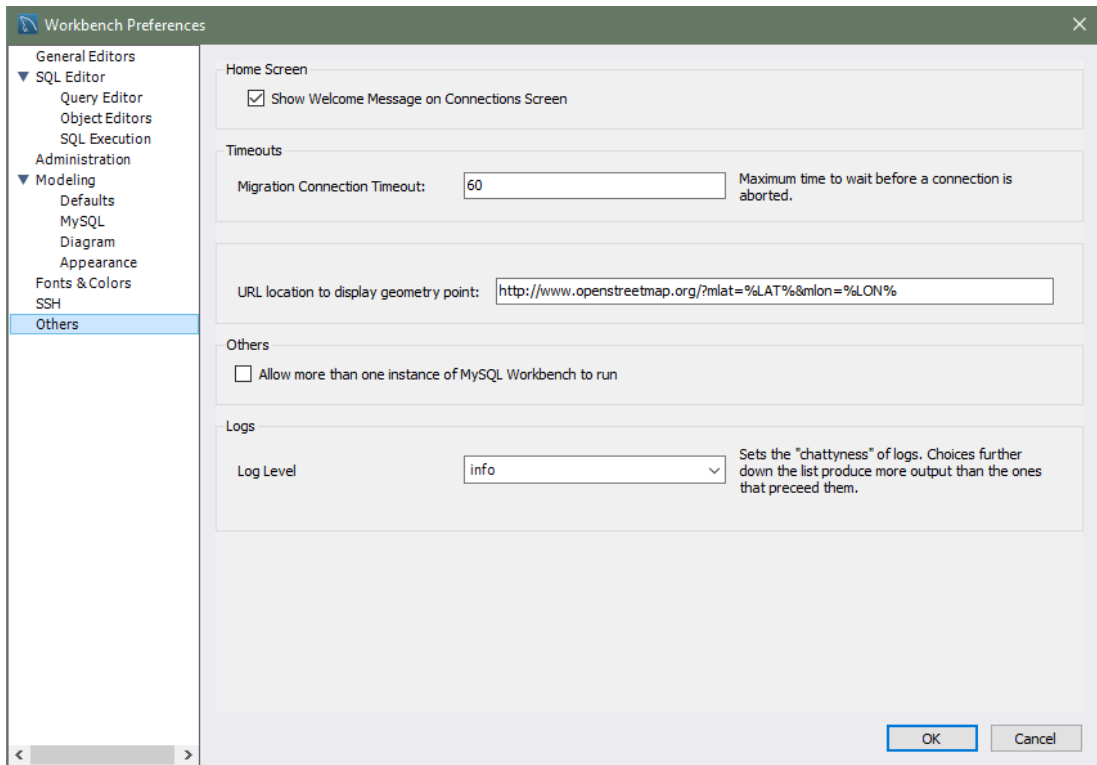 Workbench Preferences
General Editors
SQL Editor
Query Editor
Object Editors
SQL Execution
Administration
Modeling
Defaults
MySQL
Diagram
Appearance
Fonts & Colors
SSH
Others
Home Screen
Show Welcome Message on Connections Screen
Timeouts
Migration Connection Timeout:
60
Maximum time to wait before a connection is
aborted.
URL location to display geometry point:
http://www.openstreetmap.org/?mlat=%LAT%&mlon=%LON%
Others
Allow more than one instance of MySQL Workbench to run
Logs
Log Level
info
Sets the "chattyness" of logs. Choices further
down the list produce more output than the ones
that preceed them.
OK
Cancel